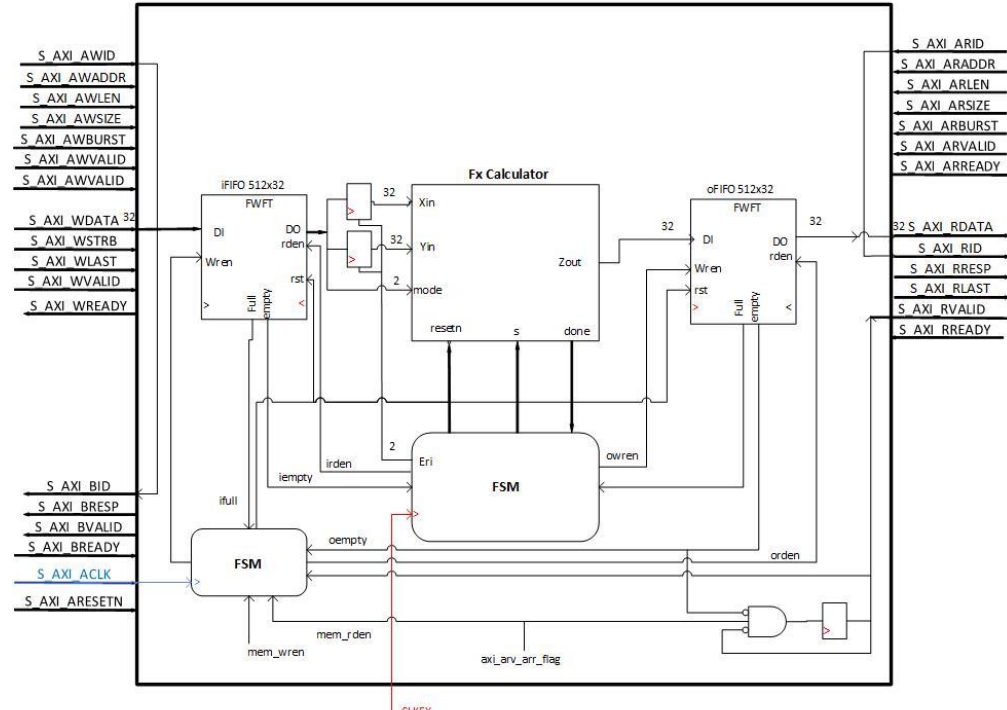 S_AXI_AWID
S_AXI_AWADDR
S_AXI_AWLEN
S_AXI_AWSIZE
S_AXI_AWBURST
S_AXI_AWVALID
S_AXI_AWVALID
S_AXI_WDATA 32
S_AXI_WSTRB
S_AXI_WLAST
S_AXI_WVALID
S_AXI_WREADY
S_AXI_BID
S_AXI_BRESP
S_AXI_BVALID
S_AXI_BREADY
S_AXI_ACLK
S_AXI_ARESETN
iFIFO 512x32
FWFT
DI
DO
rden
Wren
rst
Full
empty
32
32
2
Fx Calculator
Xin
Yin
mode
Zout
resetn
s
done
32
oFIFO 512x32
FWFT
DI
DO
rden
Wren
rst
Full
empty
32
2
Eri
irden
iempty
FSM
owren
ifull
FSM
oempty
orden
mem_rden
mem_wren
axi_arv_arr_flag
S_AXI_ARID
S_AXI_ARADDR
S_AXI_ARLEN
S_AXI_ARSIZE
S_AXI_ARBURST
S_AXI_ARVALID
S_AXI_ARREADY
32 S_AXI_RDATA
S_AXI_RID
S_AXI_RRESP
S_AXI_RLAST
S_AXI_RVALID
S_AXI_RREADY